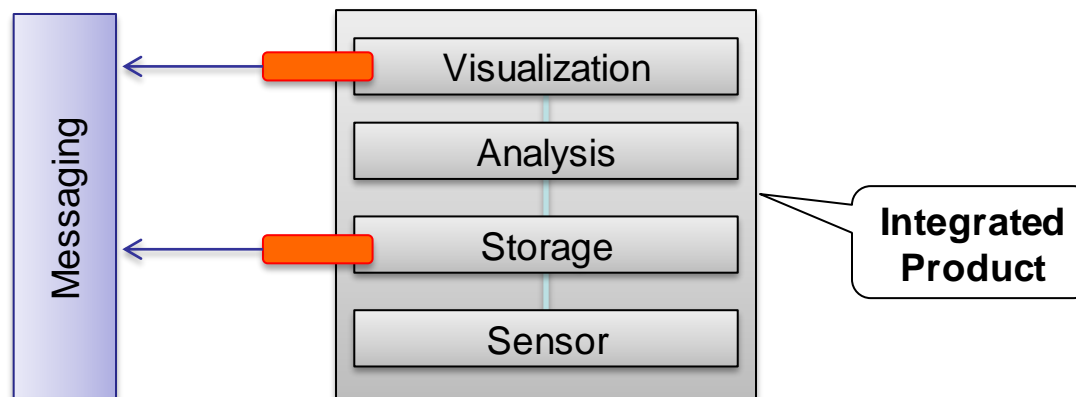 Messaging
Visualization
Analysis
Storage
Sensor
Integrated
Product